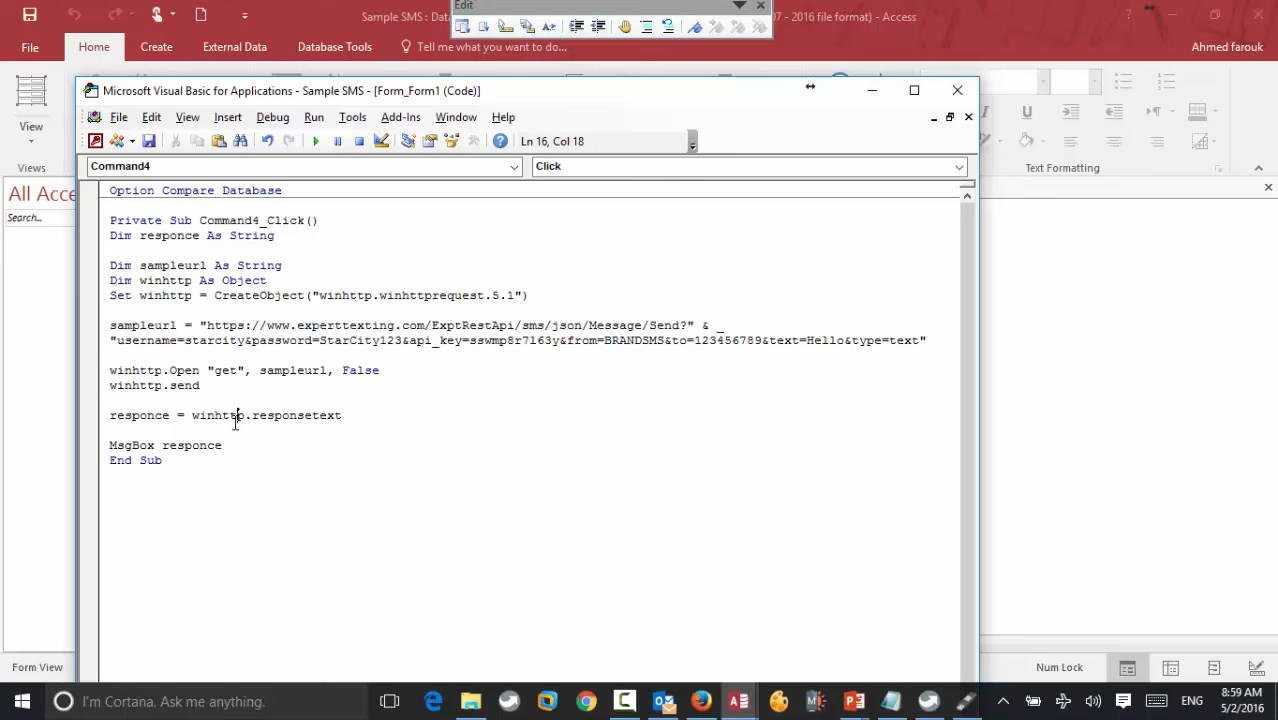 Edit
Sample SMS : Dat
07 - 2016 file format) - Access
File
Home
Create
External Data
Database Tools
Tell me what you want to do...
Ahmed farouk
View
Views
Text Formatting
All Acce
Search...
Microsoft Visual Basic for Applications - Sample SMS - [Form_Form1 (Code)]
File
Edit
View
Insert
Debug
Run
Tools
Add-Ins
Window
Help
Ln 16, Col 18
Command4
Click
Option Compare Database
Private Sub Command4_Click()
Dim responce As String
Dim sampleurl As String
Dim winhttp As Object
Set winhttp = CreateObject("winhttp.winhttprequest.5.1")
sampleurl = "https://www.experttexting.com/ExptRestApi/sms/json/Message/Send?" & _
"username=starcity&password=StarCity123&api_key=sswmp8r7l63y&from=BRANDSMS&to=123456789&text=Hello&type=text"
winhttp.Open "get", sampleurl, False
winhttp.send
responce = winhttp.responsetext
MsgBox responce
End Sub
Form View
Num Lock
I'm Cortana. Ask me anything.
ENG
8:59 AM
5/2/2016